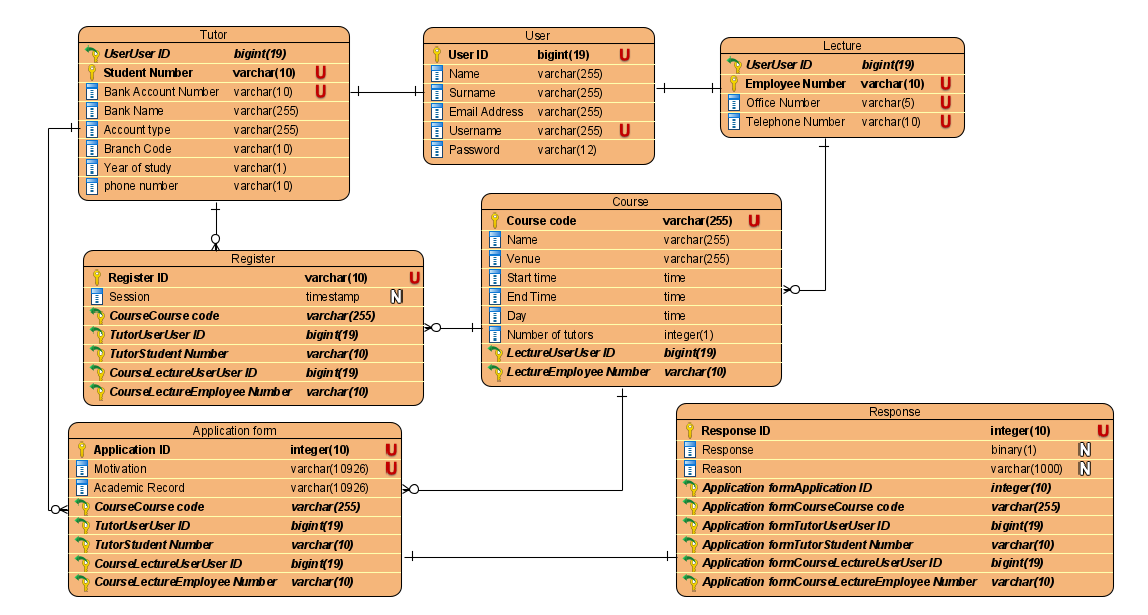 Tutor
UserUser ID bigint(19)
Student Number varchar(10) U
Bank Account Number varchar(10) U
Bank Name varchar(255)
Account type varchar(255)
Branch Code varchar(10)
Year of study varchar(1)
phone number varchar(10)
User
User ID bigint(19) U
Name varchar(255)
Surname varchar(255)
Email Address varchar(255)
Username varchar(255) U
Password varchar(12)
Lecture
UserUser ID bigint(19)
Employee Number varchar(10) U
Office Number varchar(5) U
Telephone Number varchar(10) U
Course
Course code varchar(255) U
Name varchar(255)
Venue varchar(255)
Start time time
End Time time
Day time
Number of tutors integer(1)
LectureUserUser ID bigint(19)
LectureEmployee Number varchar(10)
Register
Register ID varchar(10) U
Session timestamp N
CourseCourse code varchar(255)
TutorUserUser ID bigint(19)
TutorStudent Number varchar(10)
CourseLectureUserUser ID bigint(19)
CourseLectureEmployee Number varchar(10)
Application form
Application ID integer(10) U
Motivation varchar(10926) U
Academic Record varchar(10926)
CourseCourse code varchar(255)
TutorUserUser ID bigint(19)
TutorStudent Number varchar(10)
CourseLectureUserUser ID bigint(19)
CourseLectureEmployee Number varchar(10)
Response
Response ID integer(10) U
Response binary(1) N
Reason varchar(1000) N
Application formApplication ID integer(10)
Application formCourseCourse code varchar(255)
Application formTutorUserUser ID bigint(19)
Application formTutorStudent Number varchar(10)
Application formCourseLectureUserUser ID bigint(19)
Application formCourseLectureEmployee Number varchar(10)